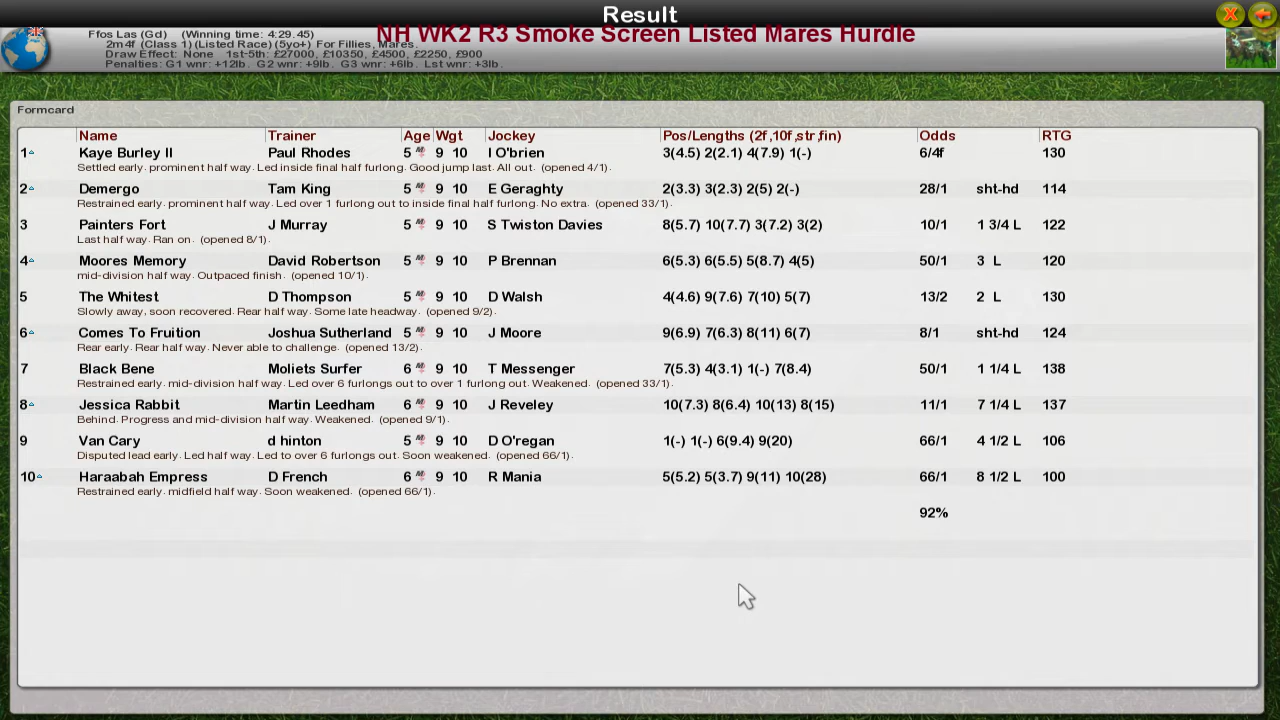 Result
NH WK2 R3 Smoke Screen Listed Mares Hurdle
Ffos Las (Gd) (Winning time: 4:29.45)
2m4f (Class 1) (Listed Race) (5yo+) For Fillies, Mares.
Draw Effect: None 1st-5th: £27000, £10350, £4500, £2250, £900
Penalties: G1 wnr: +12lb. G2 wnr: +9lb. G3 wnr: +6lb. Lst wnr: +3lb.
Formcard
Name Trainer Age Wgt Jockey Pos/Lengths (2f,10f,str,fin) Odds RTG
1 Kaye Burley II Paul Rhodes 5 9 10 I O'brien 3(4.5) 2(2.1) 4(7.9) 1(-) 6/4f 130
Settled early. prominent half way. Led inside final half furlong. Good jump last. All out. (opened 4/1).
2 Demergo Tam King 5 9 10 E Geraghty 2(3.3) 3(2.3) 2(5) 2(-) 28/1 sht-hd 114
Restrained early. prominent half way. Led over 1 furlong out to inside final half furlong. No extra. (opened 33/1).
3 Painters Fort J Murray 5 9 10 S Twiston Davies 8(5.7) 10(7.7) 3(7.2) 3(2) 10/1 1 3/4 L 122
Last half way. Ran on. (opened 8/1).
4 Moores Memory David Robertson 5 9 10 P Brennan 6(5.3) 6(5.5) 5(8.7) 4(5) 50/1 3 L 120
mid-division half way. Outpaced finish. (opened 10/1).
5 The Whitest D Thompson 5 9 10 D Walsh 4(4.6) 9(7.6) 7(10) 5(7) 13/2 2 L 130
Slowly away, soon recovered. Rear half way. Some late headway. (opened 9/2).
6 Comes To Fruition Joshua Sutherland 5 9 10 J Moore 9(6.9) 7(6.3) 8(11) 6(7) 8/1 sht-hd 124
Rear early. Rear half way. Never able to challenge. (opened 13/2).
7 Black Bene Moliets Surfer 6 9 10 T Messenger 7(5.3) 4(3.1) 1(-) 7(8.4) 50/1 1 1/4 L 138
Restrained early. mid-division half way. Led over 6 furlongs out to over 1 furlong out. Weakened. (opened 33/1).
8 Jessica Rabbit Martin Leedham 6 9 10 J Reveley 10(7.3) 8(6.4) 10(13) 8(15) 11/1 7 1/4 L 137
Behind. Progress and mid-division half way. Weakened. (opened 9/1).
9 Van Cary d hinton 5 9 10 D O'regan 1(-) 1(-) 6(9.4) 9(20) 66/1 4 1/2 L 106
Disputed lead early. Led half way. Led to over 6 furlongs out. Soon weakened. (opened 66/1).
10 Haraabah Empress D French 6 9 10 R Mania 5(5.2) 5(3.7) 9(11) 10(28) 66/1 8 1/2 L 100
Restrained early. midfield half way. Soon weakened. (opened 66/1).
92%